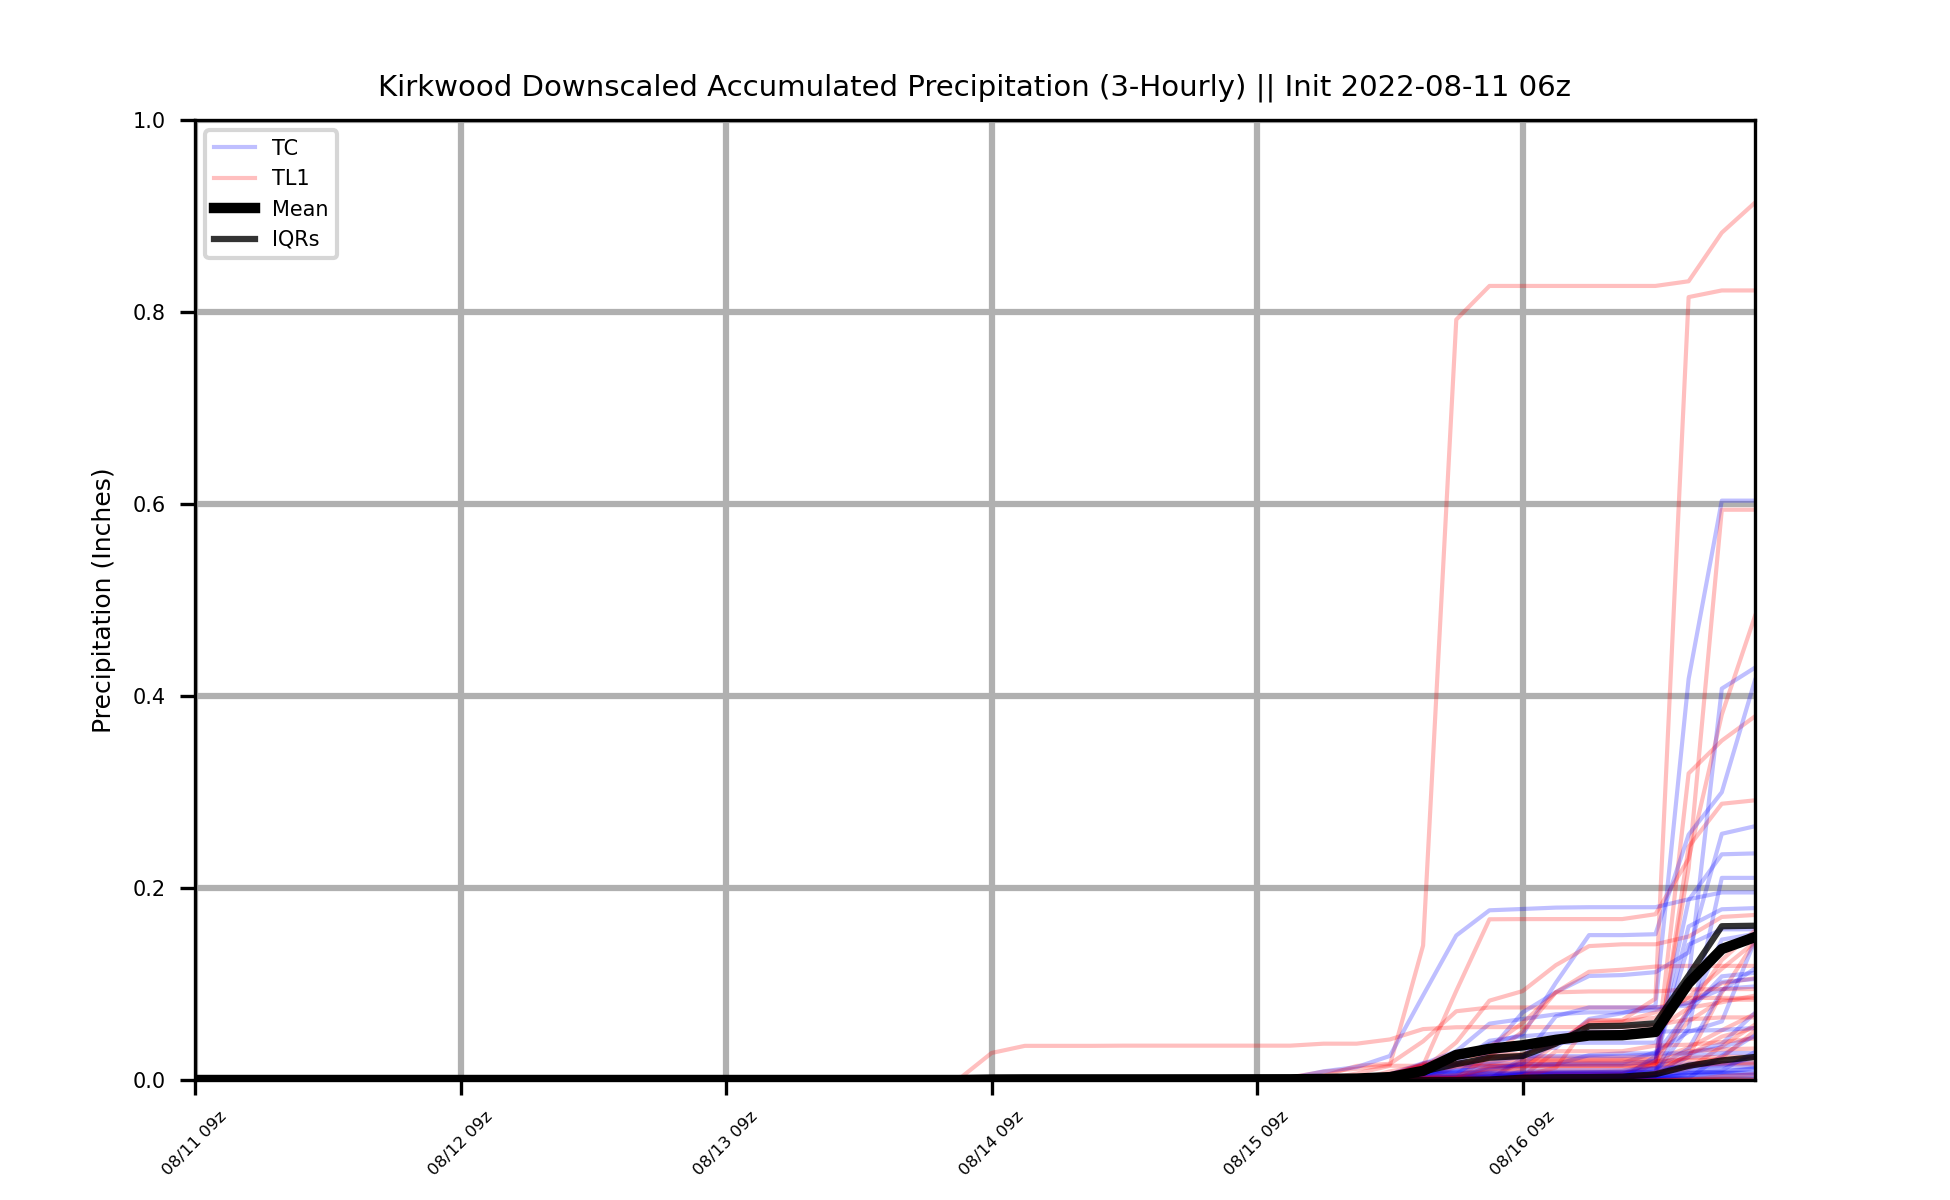 Kirkwood Downscaled Accumulated Precipitation (3-Hourly) || Init 2022-08-11 06z
1.0
0.8
0.6
0.4
0.2
0.0
Precipitation (Inches)
TC
TL1
Mean
IQRs
08/11 09z
08/12 09z
08/13 09z
08/14 09z
08/15 09z
08/16 09z